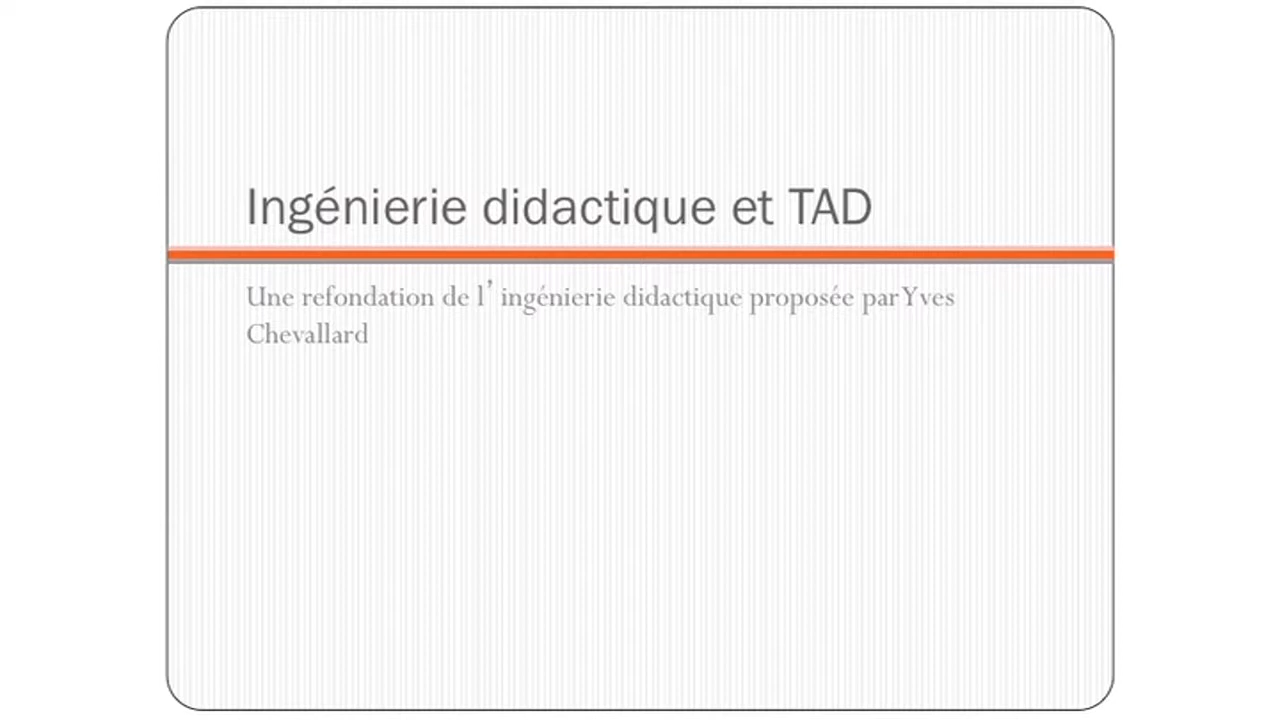 Ingénierie didactique et TAD
Une refondation de l’ ingénierie didactique proposée par Yves
Chevallard